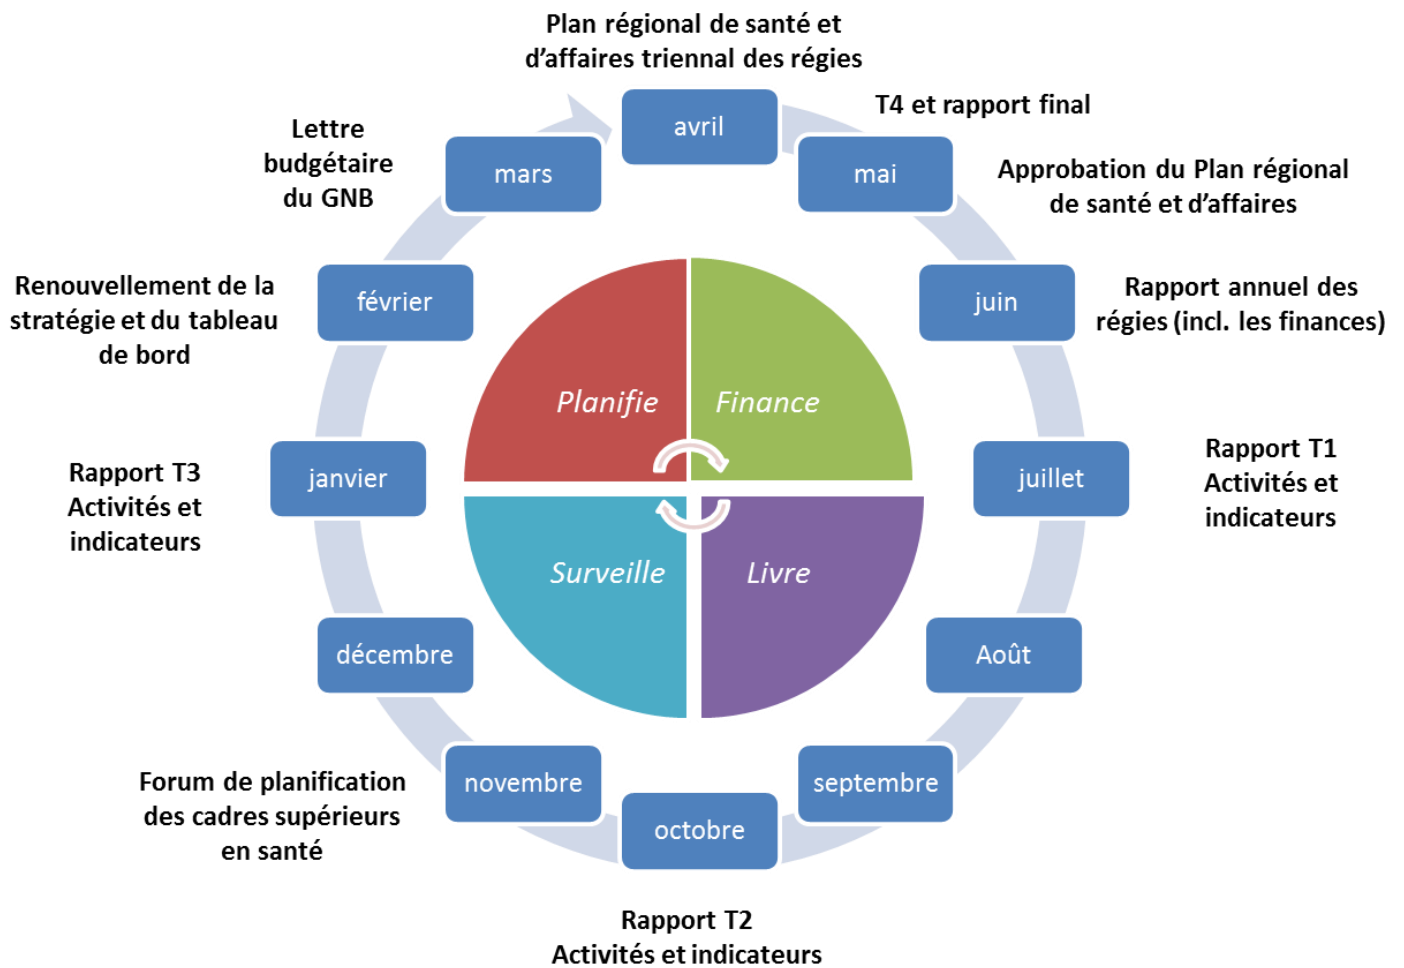 Plan régional de santé et
d’affaires triennal des régies
avril
T4 et rapport final
mai
Approbation du Plan régional
de santé et d’affaires
juin
Rapport annuel des
régies (incl. les finances)
juillet
Rapport T1
Activités et
indicateurs
Août
septembre
octobre
Rapport T2
Activités et indicateurs
novembre
Forum de planification
des cadres supérieurs
en santé
décembre
janvier
Rapport T3
Activités et
indicateurs
février
Renouvellement de la
stratégie et du tableau
de bord
mars
Lettre
budgétaire
du GNB
Planifie
Finance
Surveille
Livre